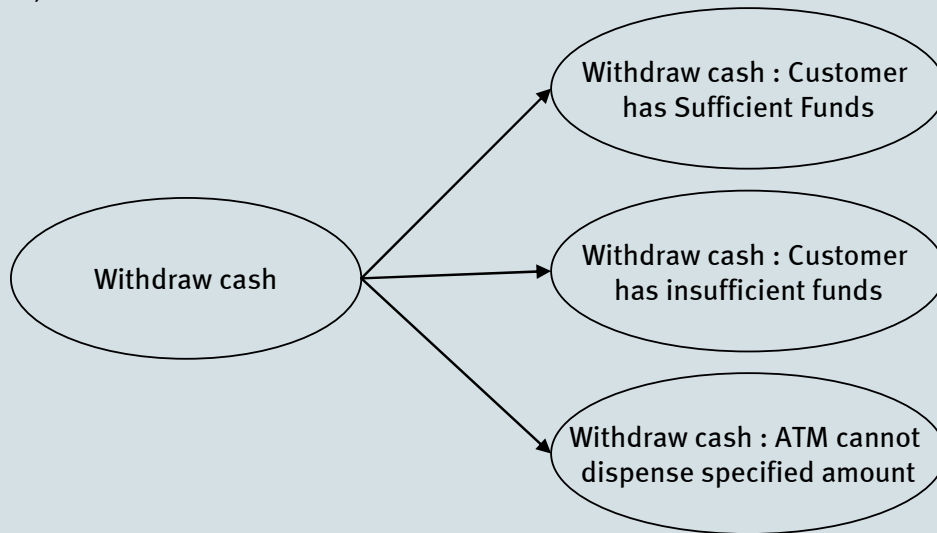 Withdraw cash : Customer
has Sufficient Funds
Withdraw cash : Customer
has insufficient funds
Withdraw cash
Withdraw cash : ATM cannot
dispense specified amount